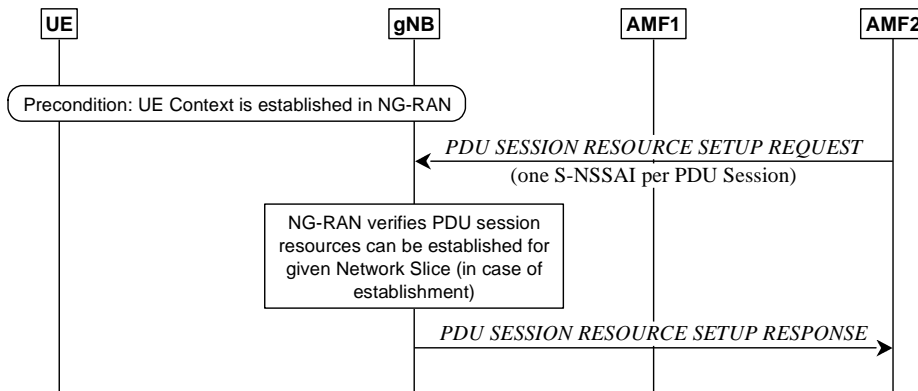 UE
gNB
AMF1
AMF2
Precondition: UE Context is established in NG-RAN
PDU SESSION RESOURCE SETUP REQUEST
(one S-NSSAI per PDU Session)
NG-RAN verifies PDU session
resources can be established for
given Network Slice (in case of
establishment)
PDU SESSION RESOURCE SETUP RESPONSE